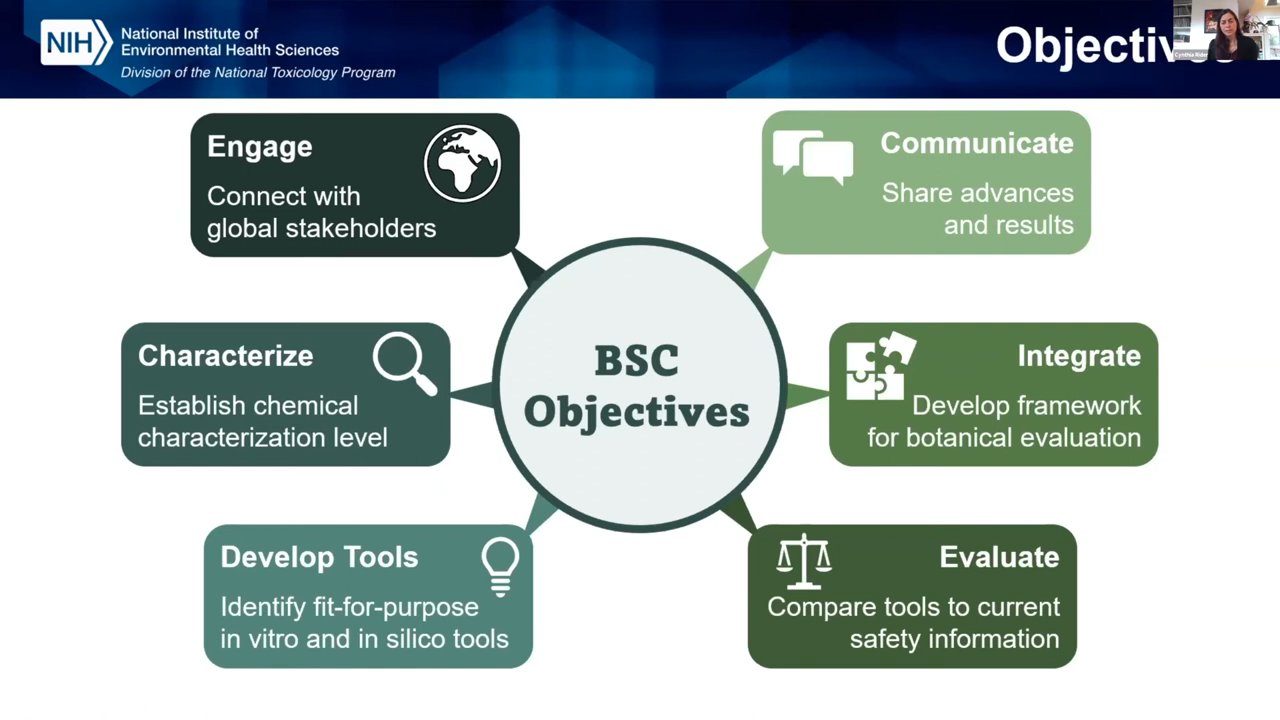 NIH
National Institute of
Environmental Health Sciences
Division of the National Toxicology Program
Engage
Connect with
global stakeholders
Communicate
Share advances
and results
Characterize
Establish chemical
characterization level
BSC
Objectives
Integrate
Develop framework
for botanical evaluation
Develop Tools
Identify fit-for-purpose
in vitro and in silico tools
Evaluate
Compare tools to current
safety information